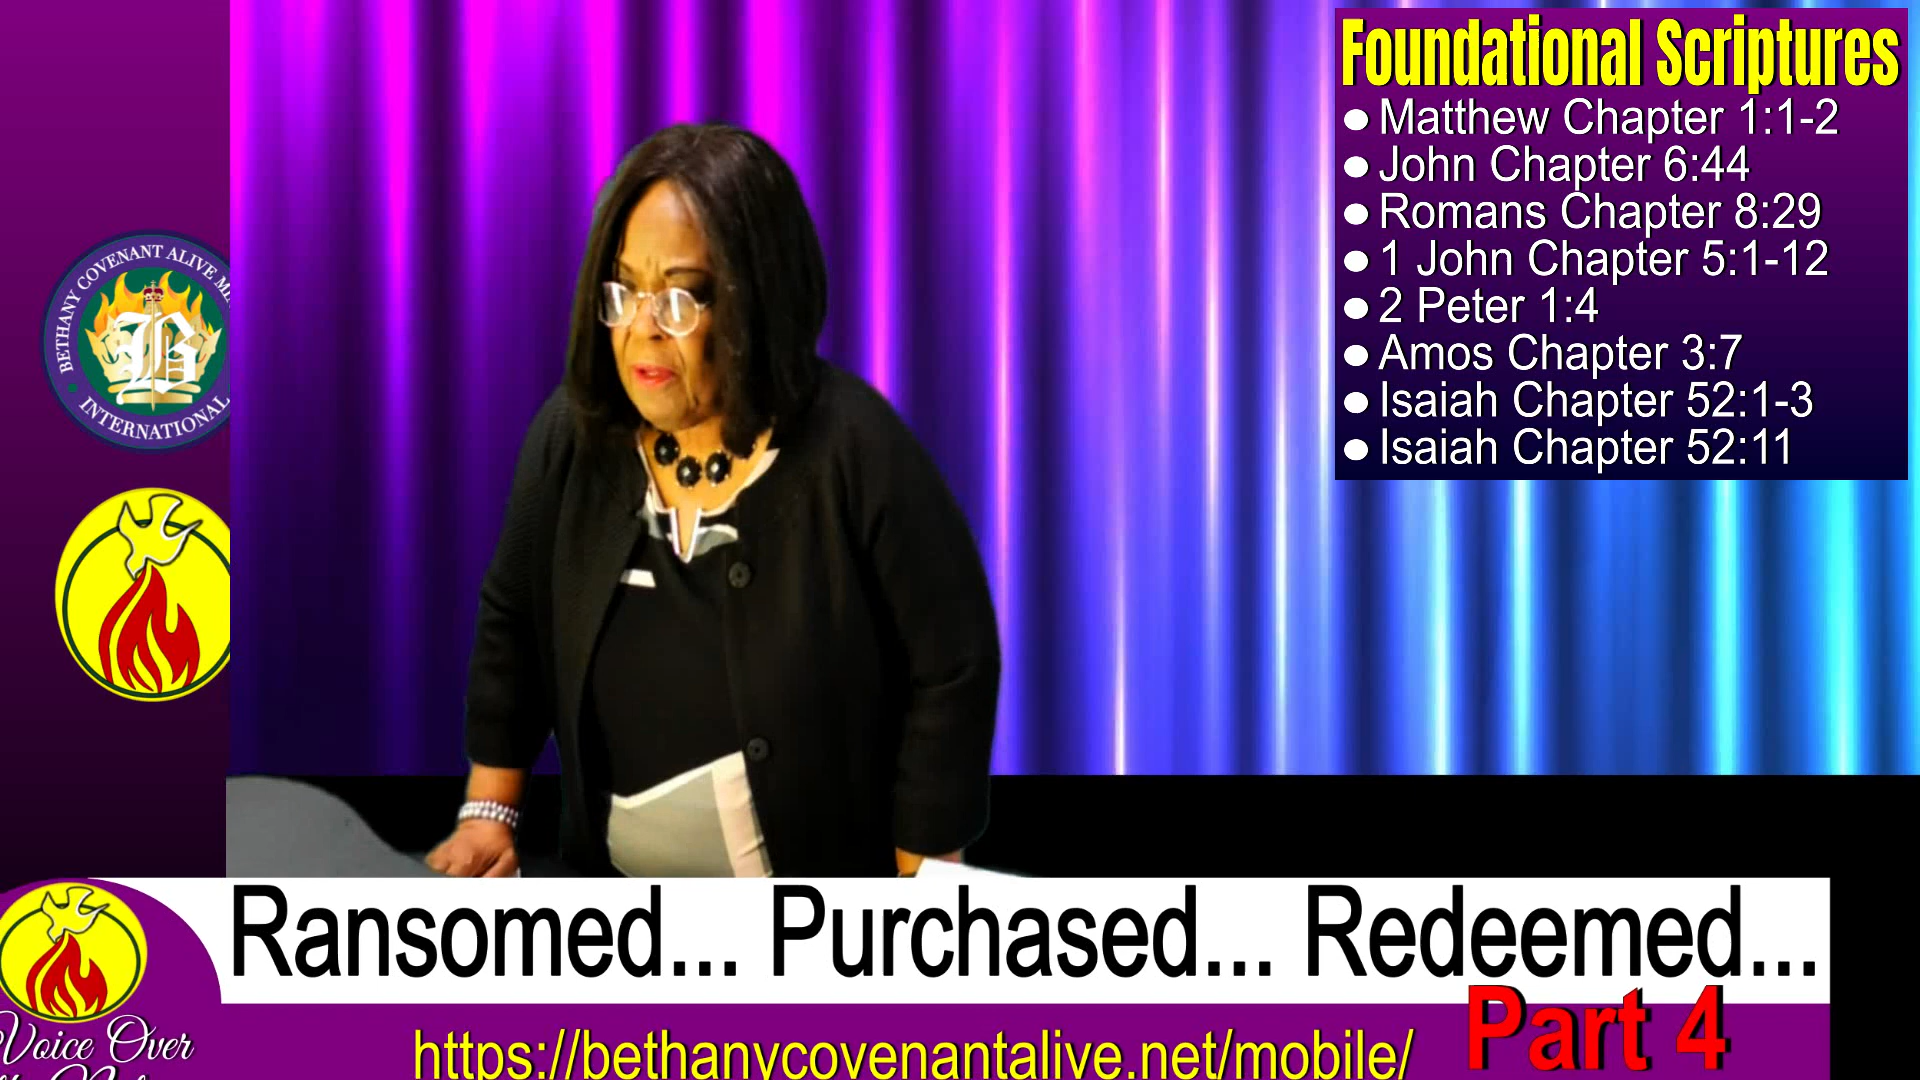 Foundational Scriptures
Matthew Chapter 1:1-2
John Chapter 6:44
Romans Chapter 8:29
1 John Chapter 5:1-12
2 Peter 1:4
Amos Chapter 3:7
Isaiah Chapter 52:1-3
Isaiah Chapter 52:11
BETHANY COVENANT ALIVE
B
INTERNATIONAL
Ransomed... Purchased... Redeemed...
Part 4
Voice Over
https://bethanycovenantalive.net/mobile/